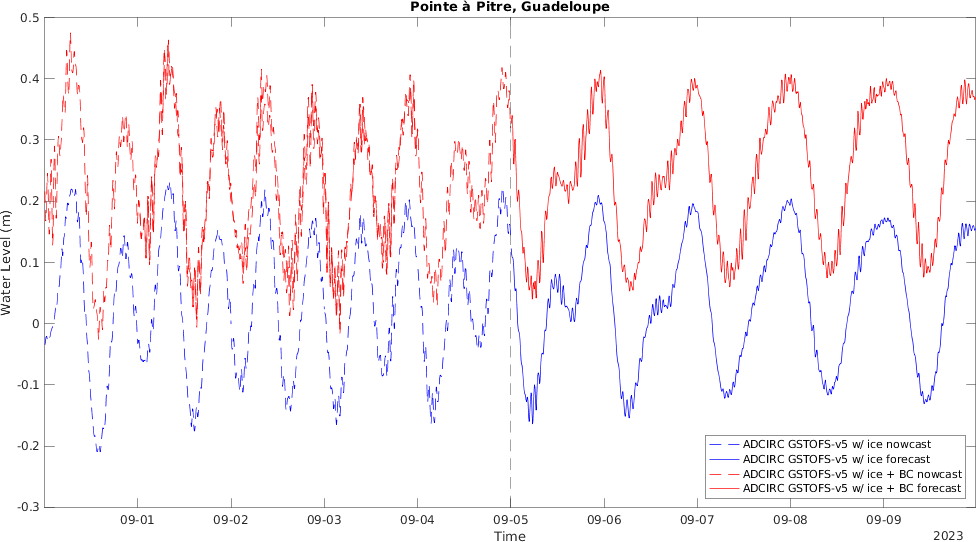 Pointe à Pitre, Guadeloupe
0.5
0.4
0.3
0.2
0.1
0
-0.1
-0.2
-0.3
Water Level (m)
ADCIRC GSTOFS-v5 w/ ice nowcast
ADCIRC GSTOFS-v5 w/ ice forecast
ADCIRC GSTOFS-v5 w/ ice + BC nowcast
ADCIRC GSTOFS-v5 w/ ice + BC forecast
09-01 09-02 09-03 09-04 09-05 09-06 09-07 09-08 09-09
Time
2023